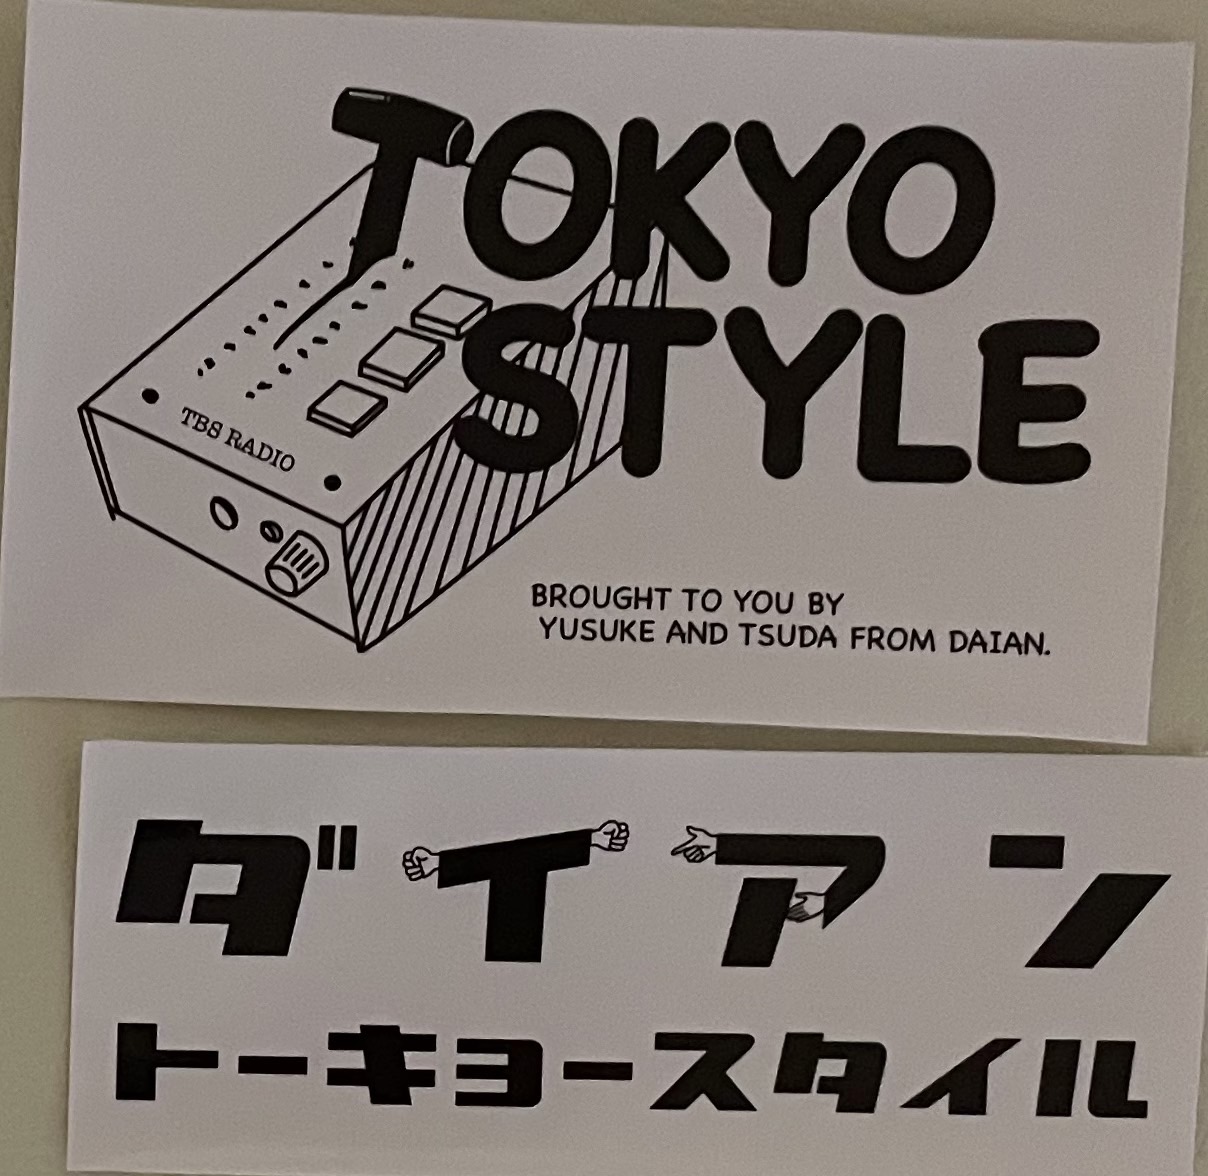 TOKYO
STYLE
TBS RADIO
BROUGHT TO YOU BY
YUSUKE AND TSUDA FROM DAIAN.
ダイアン
トーキョースタイル